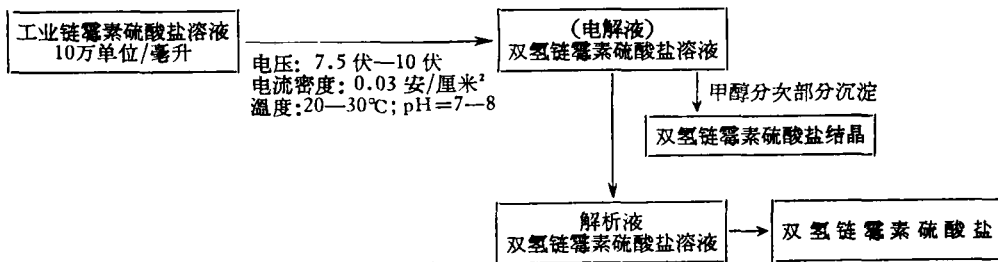 工业链霉素硫酸盐溶液
10万单位/毫升
电压: 7.5 伏—10 伏
电流密度: 0.03 安/厘米²
温度:20—30℃; pH=7—8
(电解液)
双氢链霉素硫酸盐溶液
甲醇分次部分沉淀
双氢链霉素硫酸盐结晶
解析液
双氢链霉素硫酸盐溶液
双氢链霉素硫酸盐